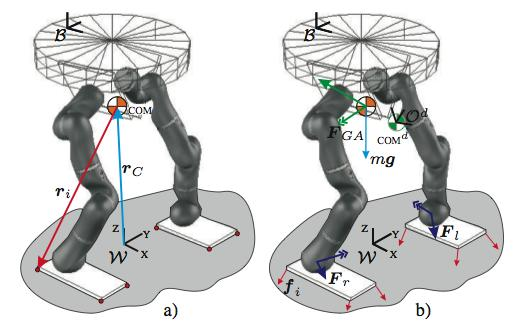 B
COM
r_C
r_i
Z
Y
W
X
a)
B
O^d
COM^d
F_GA
mg
Z
Y
W
X
F_l
F_r
f_i
b)